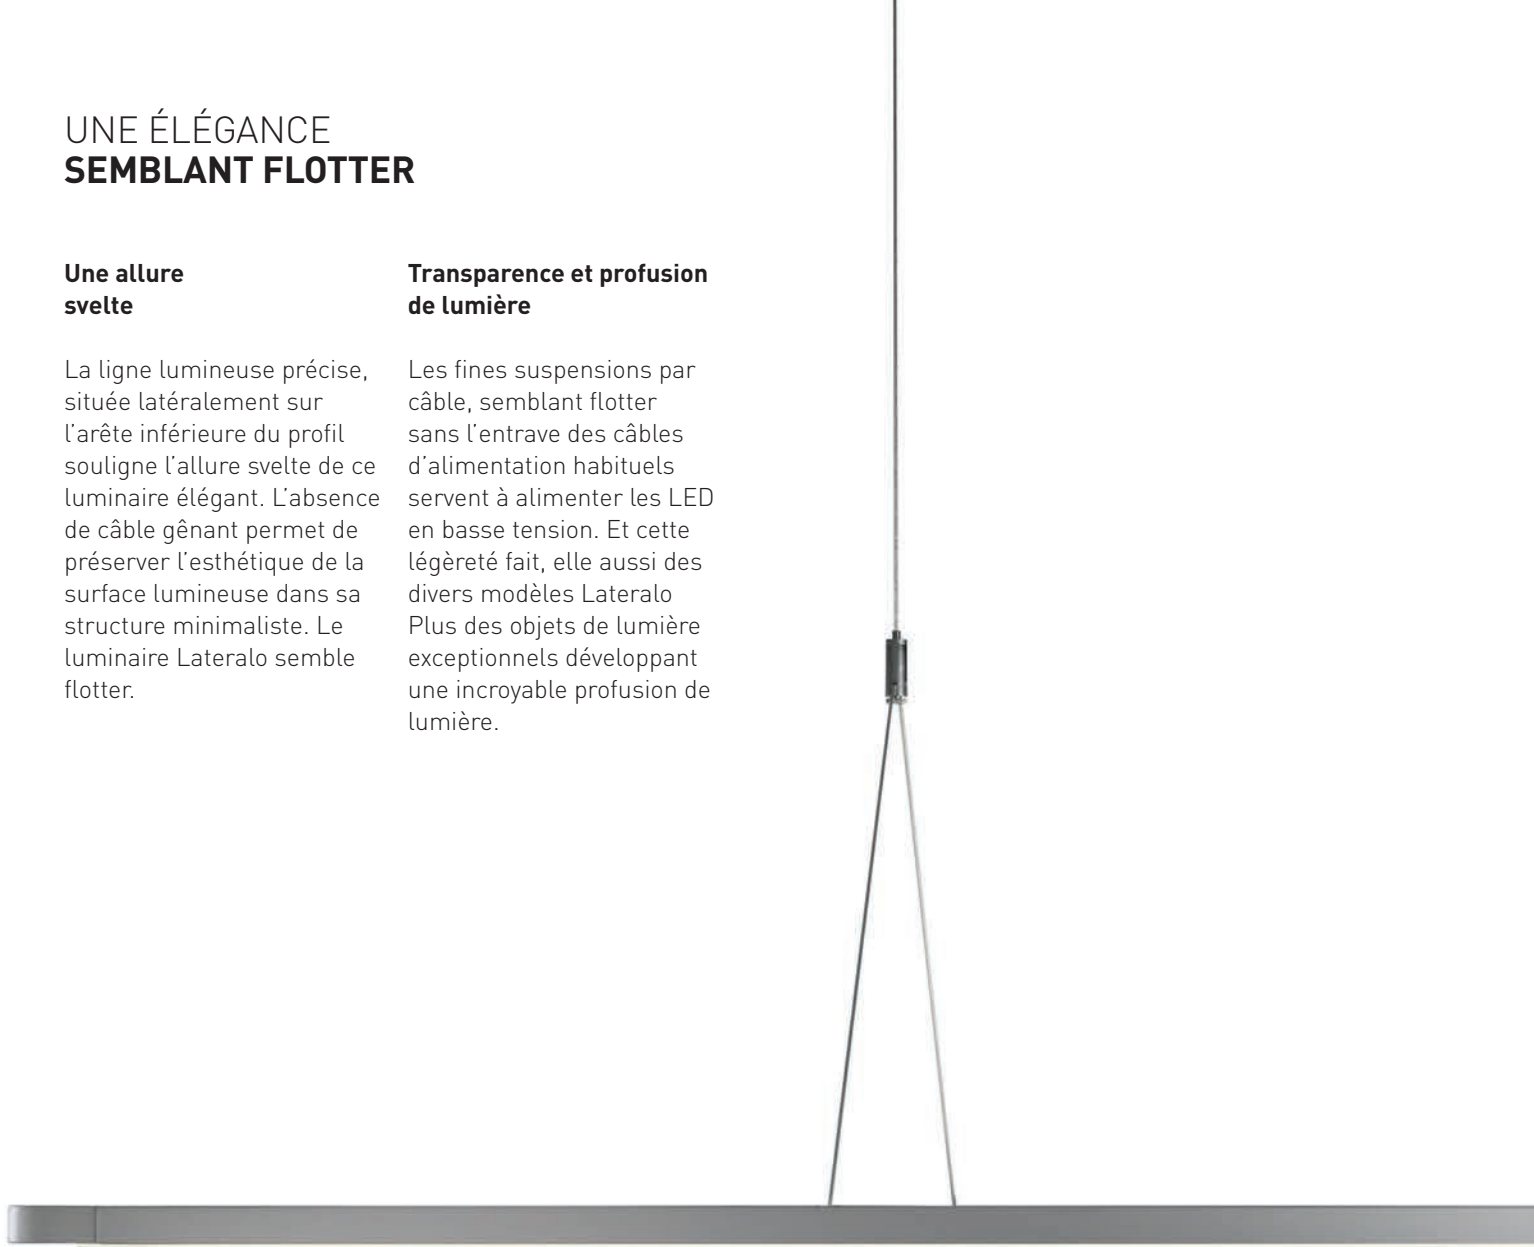 UNE ÉLÉGANCE
SEMBLANT FLOTTER
Une allure
svelte
La ligne lumineuse précise,
située latéralement sur
l’arête inférieure du profil
souligne l’allure svelte de ce
luminaire élégant. L’absence
de câble gênant permet de
préserver l’esthétique de la
surface lumineuse dans sa
structure minimaliste. Le
luminaire Lateralo semble
flotter.
Transparence et profusion
de lumière
Les fines suspensions par
câble, semblant flotter
sans l’entrave des câbles
d’alimentation habituels
servent à alimenter les LED
en basse tension. Et cette
légèreté fait, elle aussi des
divers modèles Lateralo
Plus des objets de lumière
exceptionnels développant
une incroyable profusion de
lumière.